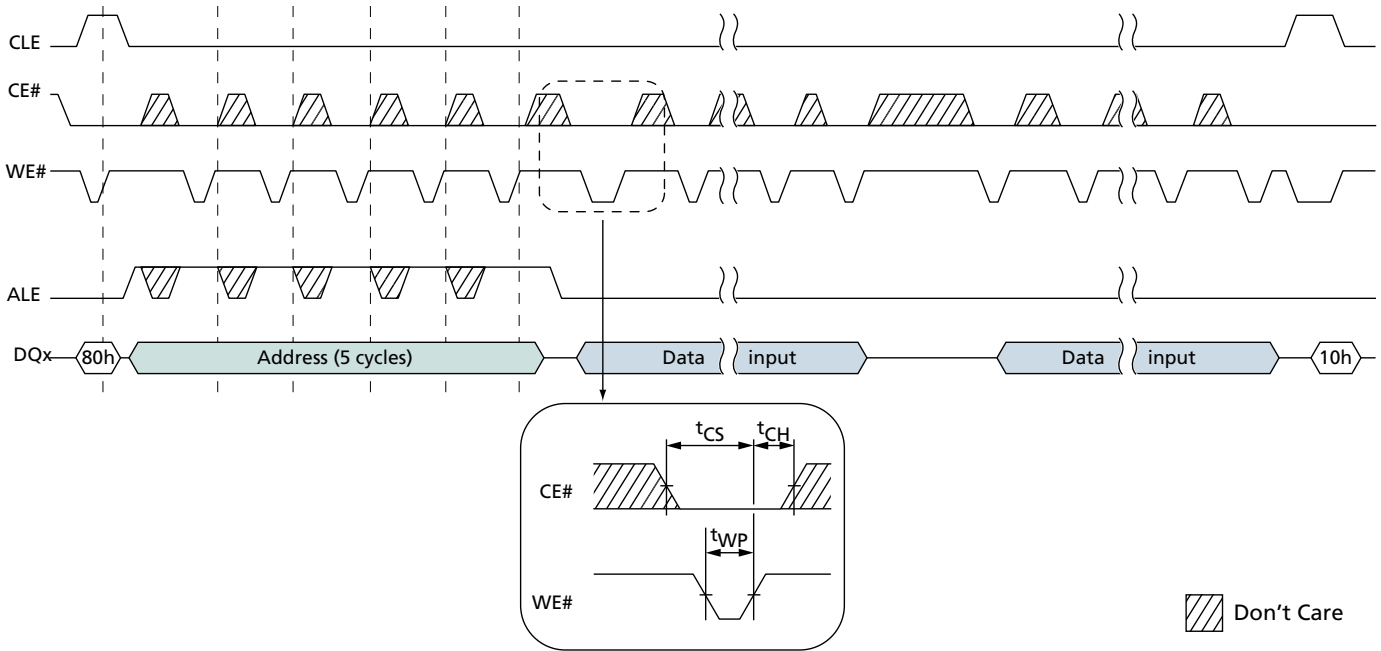 CLE
CE#
WE#
ALE
DQx 80h Address (5 cycles) Data input Data input 10h
tCS tCH
CE#
tWP
WE#
Don't Care